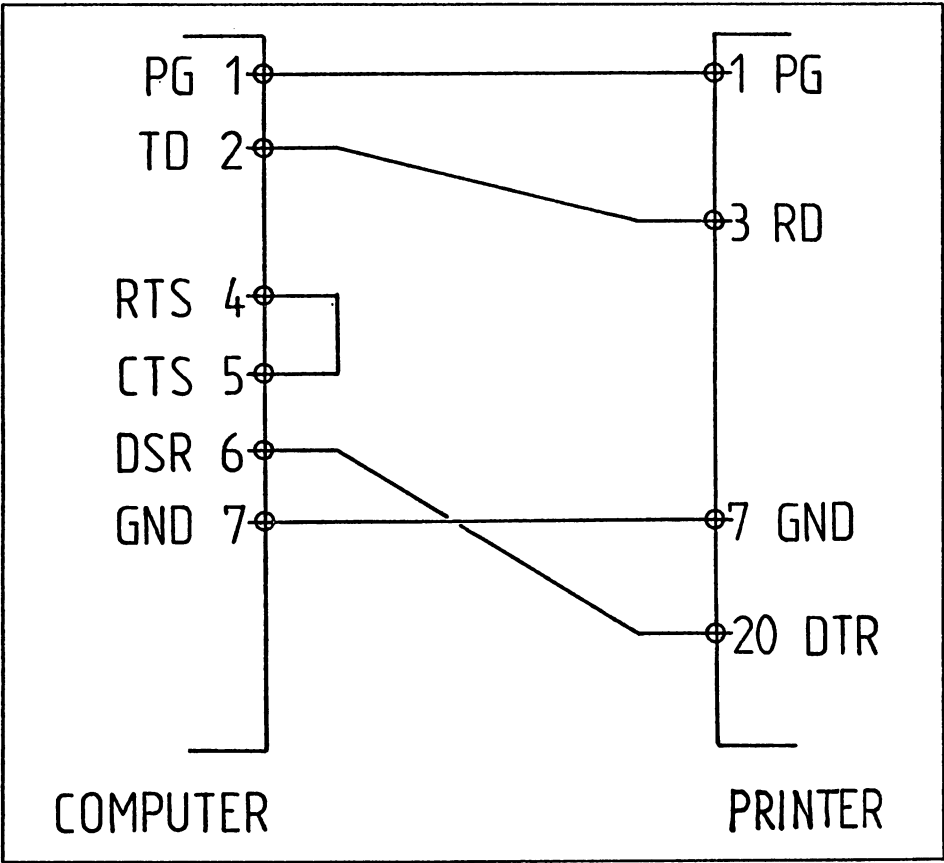 PG 1
1 PG
TD 2
3 RD
RTS 4
CTS 5
DSR 6
GND 7
7 GND
20 DTR
COMPUTER
PRINTER